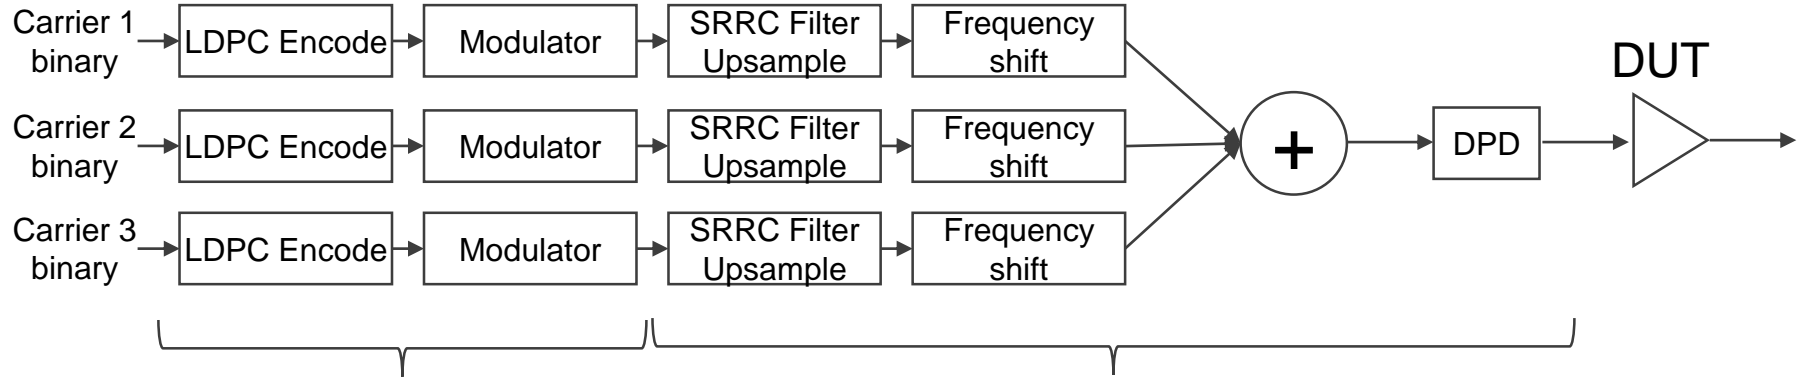 Carrier 1
binary
LDPC Encode
Modulator
SRRC Filter
Upsample
Frequency
shift
DUT
Carrier 2
binary
LDPC Encode
Modulator
SRRC Filter
Upsample
Frequency
shift
+
DPD
Carrier 3
binary
LDPC Encode
Modulator
SRRC Filter
Upsample
Frequency
shift